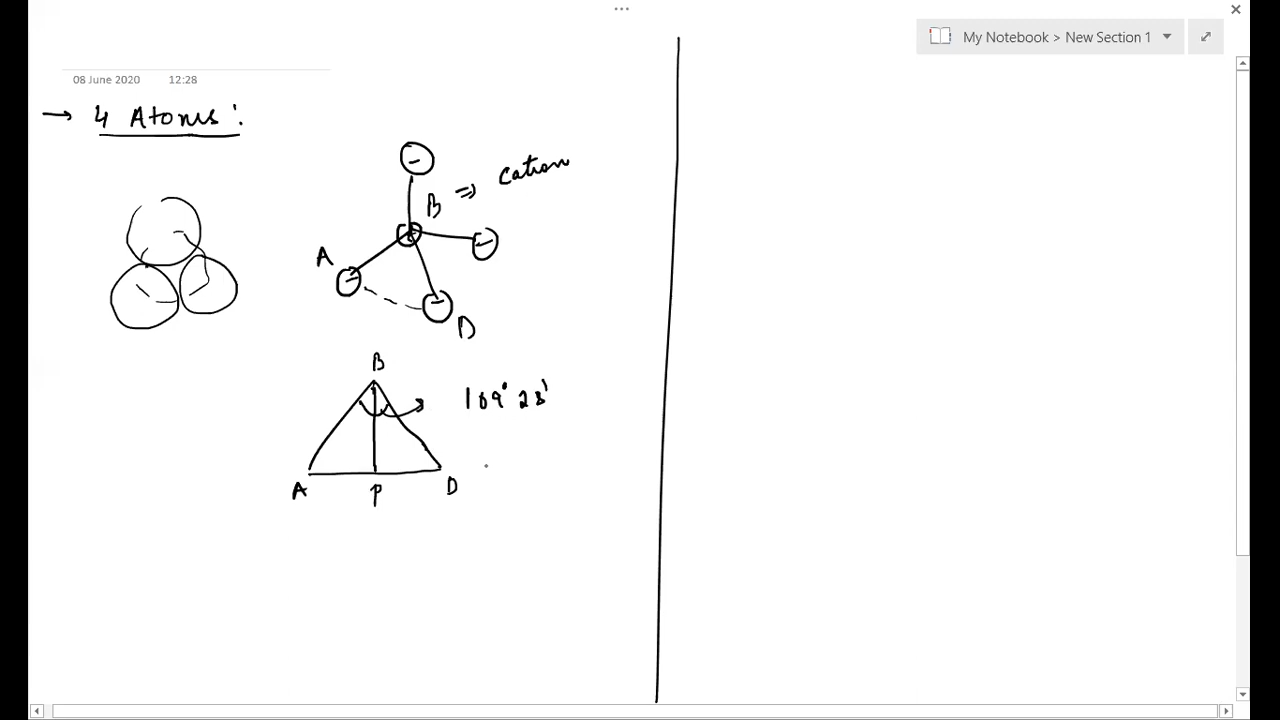 My Notebook > New Section 1
08 June 2020 12:28
→ 4 Atoms :
B ⇒ cation
A
D
B
109° 28'
A P D